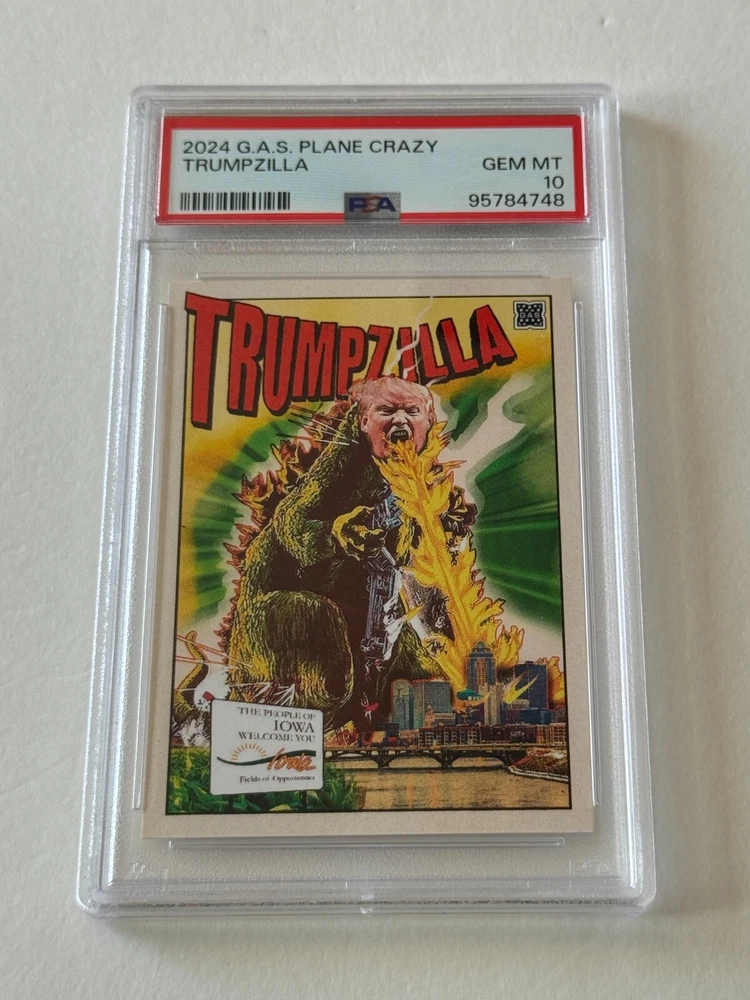 2024 G.A.S. PLANE CRAZY
TRUMPZILLA
GEM MT
10
95784748
PSA
TRUMPZILLA
GAS
THE PEOPLE OF
IOWA
WELCOME YOU
Iowa
Fields of Opportunities